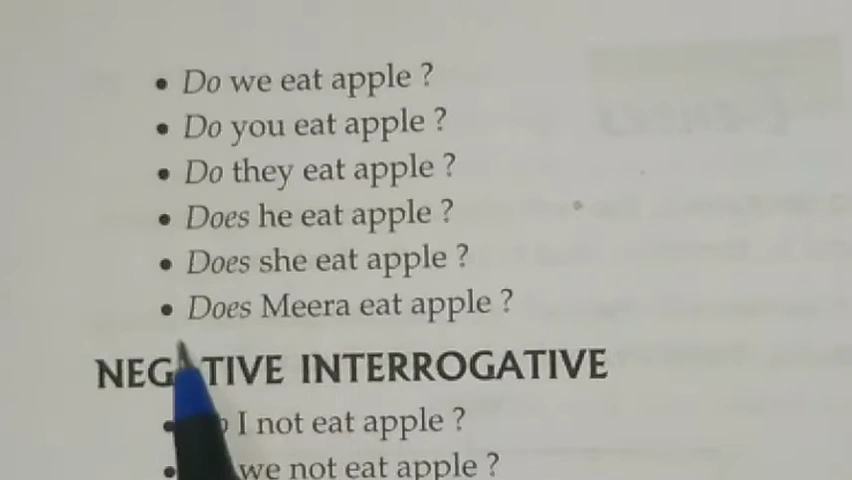 • Do we eat apple ?
• Do you eat apple ?
• Do they eat apple ?
• Does he eat apple ?
• Does she eat apple ?
• Does Meera eat apple ?
NEGATIVE INTERROGATIVE
• I not eat apple ?
• we not eat apple ?